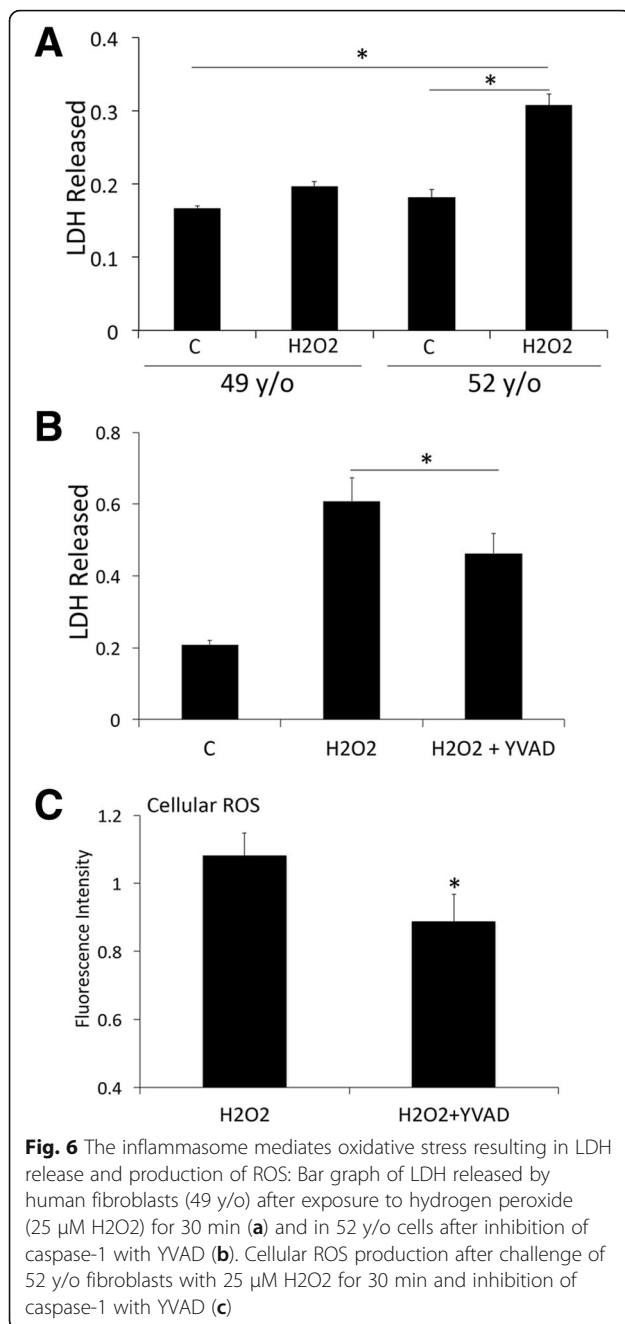 A
0.4
*
*
0.3
0.2
0.1
0
LDH Released
C
H2O2
C
H2O2
49 y/o
52 y/o
B
0.8
*
0.6
0.4
0.2
0
LDH Released
C
H2O2
H2O2 + YVAD
C
Cellular ROS
1.2
1
*
0.8
0.6
0.4
Fluorescence Intensity
H2O2
H2O2+YVAD
Fig. 6 The inflammasome mediates oxidative stress resulting in LDH
release and production of ROS: Bar graph of LDH released by
human fibroblasts (49 y/o) after exposure to hydrogen peroxide
(25 μM H2O2) for 30 min (a) and in 52 y/o cells after inhibition of
caspase-1 with YVAD (b). Cellular ROS production after challenge of
52 y/o fibroblasts with 25 μM H2O2 for 30 min and inhibition of
caspase-1 with YVAD (c)